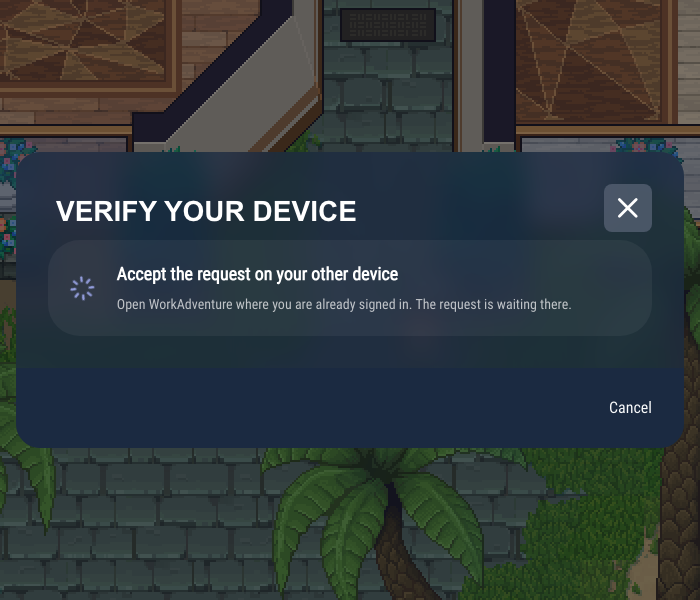 VERIFY YOUR DEVICE
Accept the request on your other device
Open WorkAdventure where you are already signed in. The request is waiting there.
Cancel